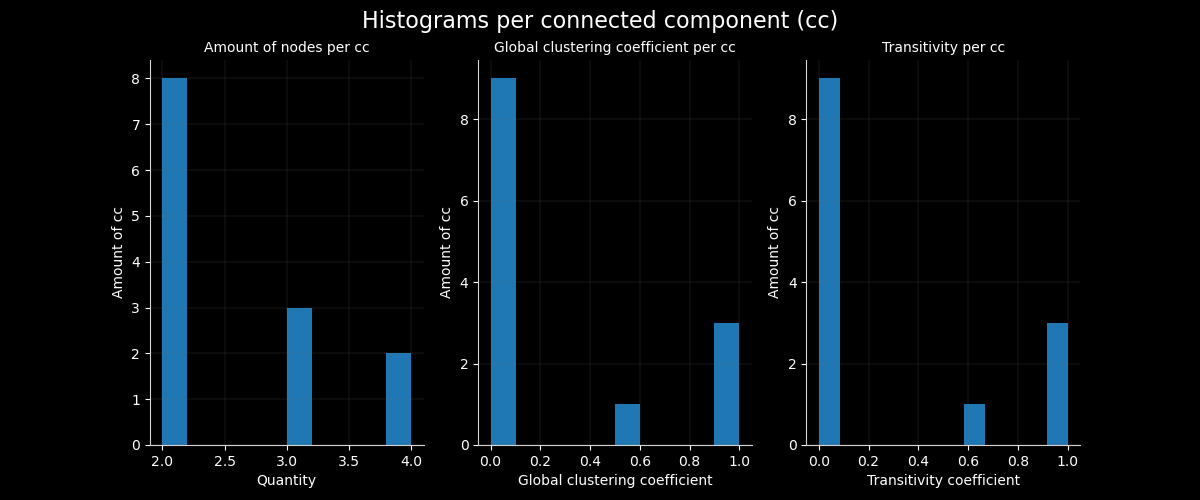 Histograms per connected component (cc)
Amount of nodes per cc
Amount of cc
8
7
6
5
4
3
2
1
0
2.0 2.5 3.0 3.5 4.0
Quantity
Global clustering coefficient per cc
Amount of cc
8
6
4
2
0
0.0 0.2 0.4 0.6 0.8 1.0
Global clustering coefficient
Transitivity per cc
Amount of cc
8
6
4
2
0
0.0 0.2 0.4 0.6 0.8 1.0
Transitivity coefficient